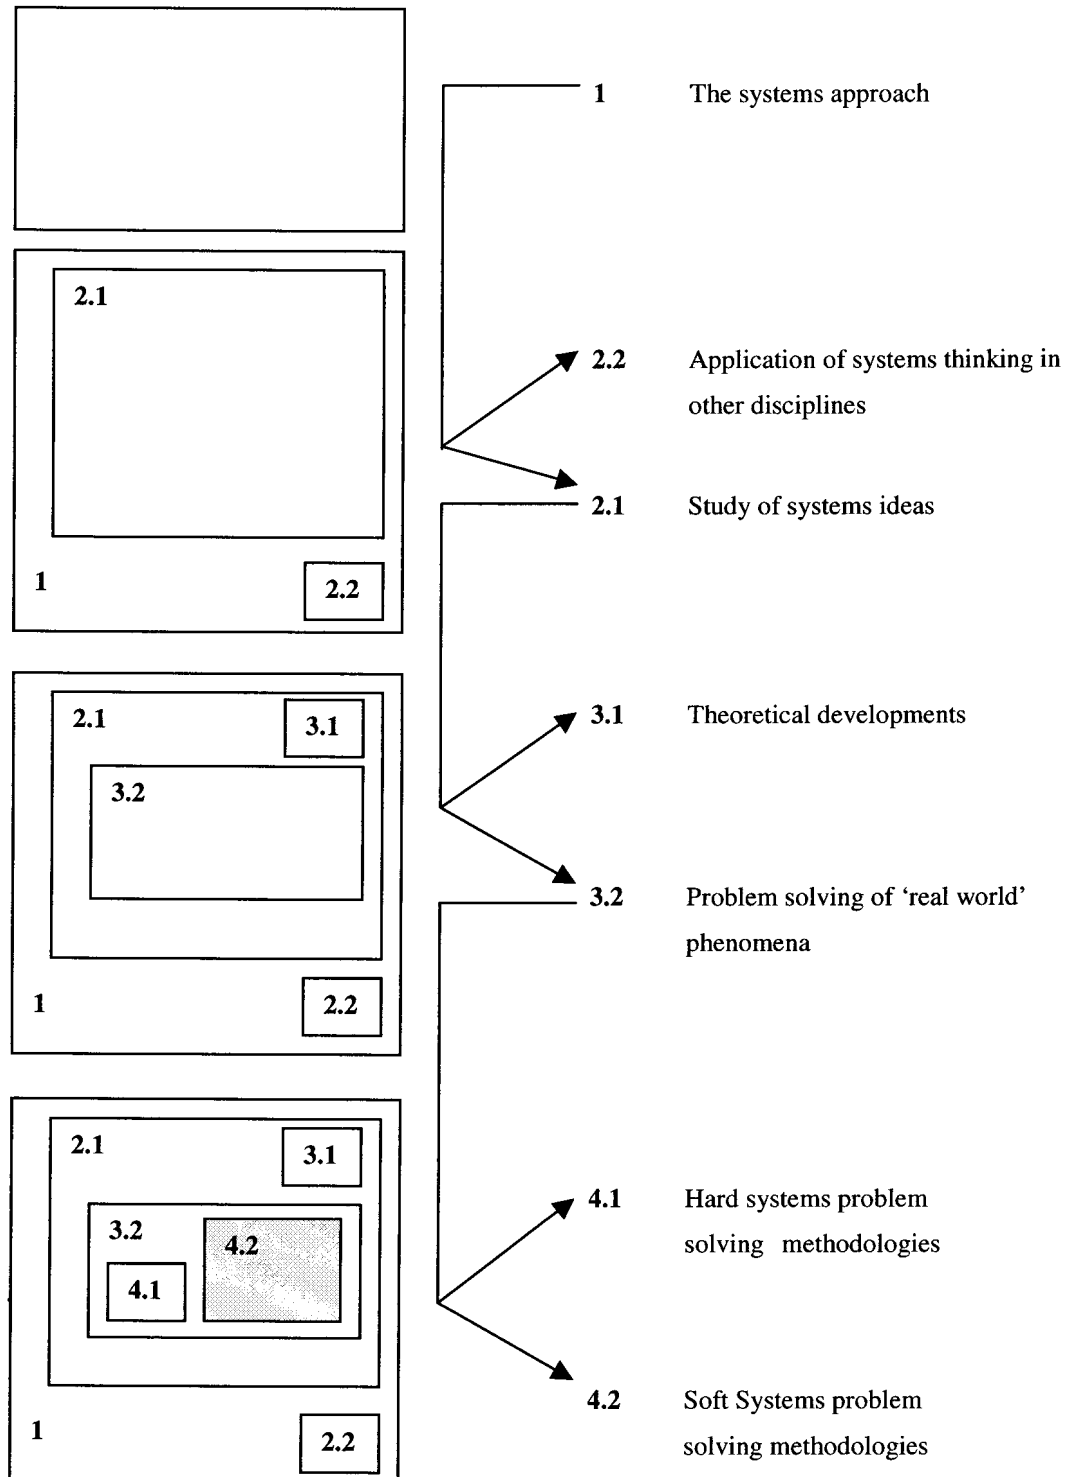 1 The systems approach
2.1
2.2 Application of systems thinking in
other disciplines
2.1 Study of systems ideas
1
2.2
2.1
3.1
3.1 Theoretical developments
3.2
3.2 Problem solving of ‘real world’
phenomena
1
2.2
2.1
3.1
3.2
4.2
4.1
4.1 Hard systems problem
solving methodologies
4.2 Soft Systems problem
solving methodologies
1
2.2